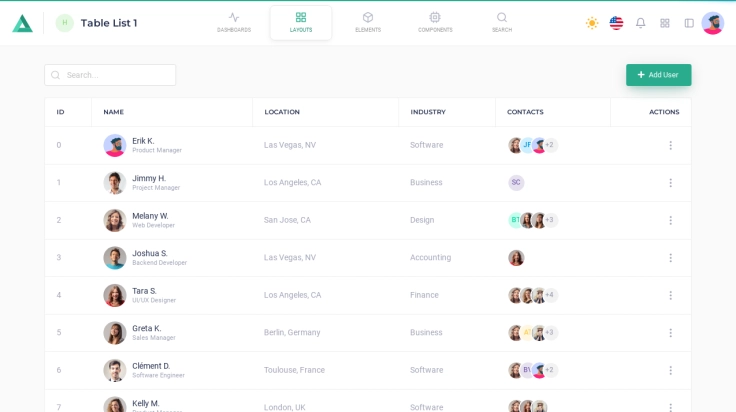 H Table List 1
DASHBOARDS LAYOUTS ELEMENTS COMPONENTS SEARCH
Search...
+ Add User
ID NAME LOCATION INDUSTRY CONTACTS ACTIONS
0 Erik K. Las Vegas, NV Software +2
Product Manager
1 Jimmy H. Los Angeles, CA Business SC
Project Manager
2 Melany W. San Jose, CA Design +3
Web Developer
3 Joshua S. Las Vegas, NV Accounting
Backend Developer
4 Tara S. Los Angeles, CA Finance +4
UI/UX Designer
5 Greta K. Berlin, Germany Business +3
Sales Manager
6 Clément D. Toulouse, France Software +2
Software Engineer
7 Kelly M. London, UK Software